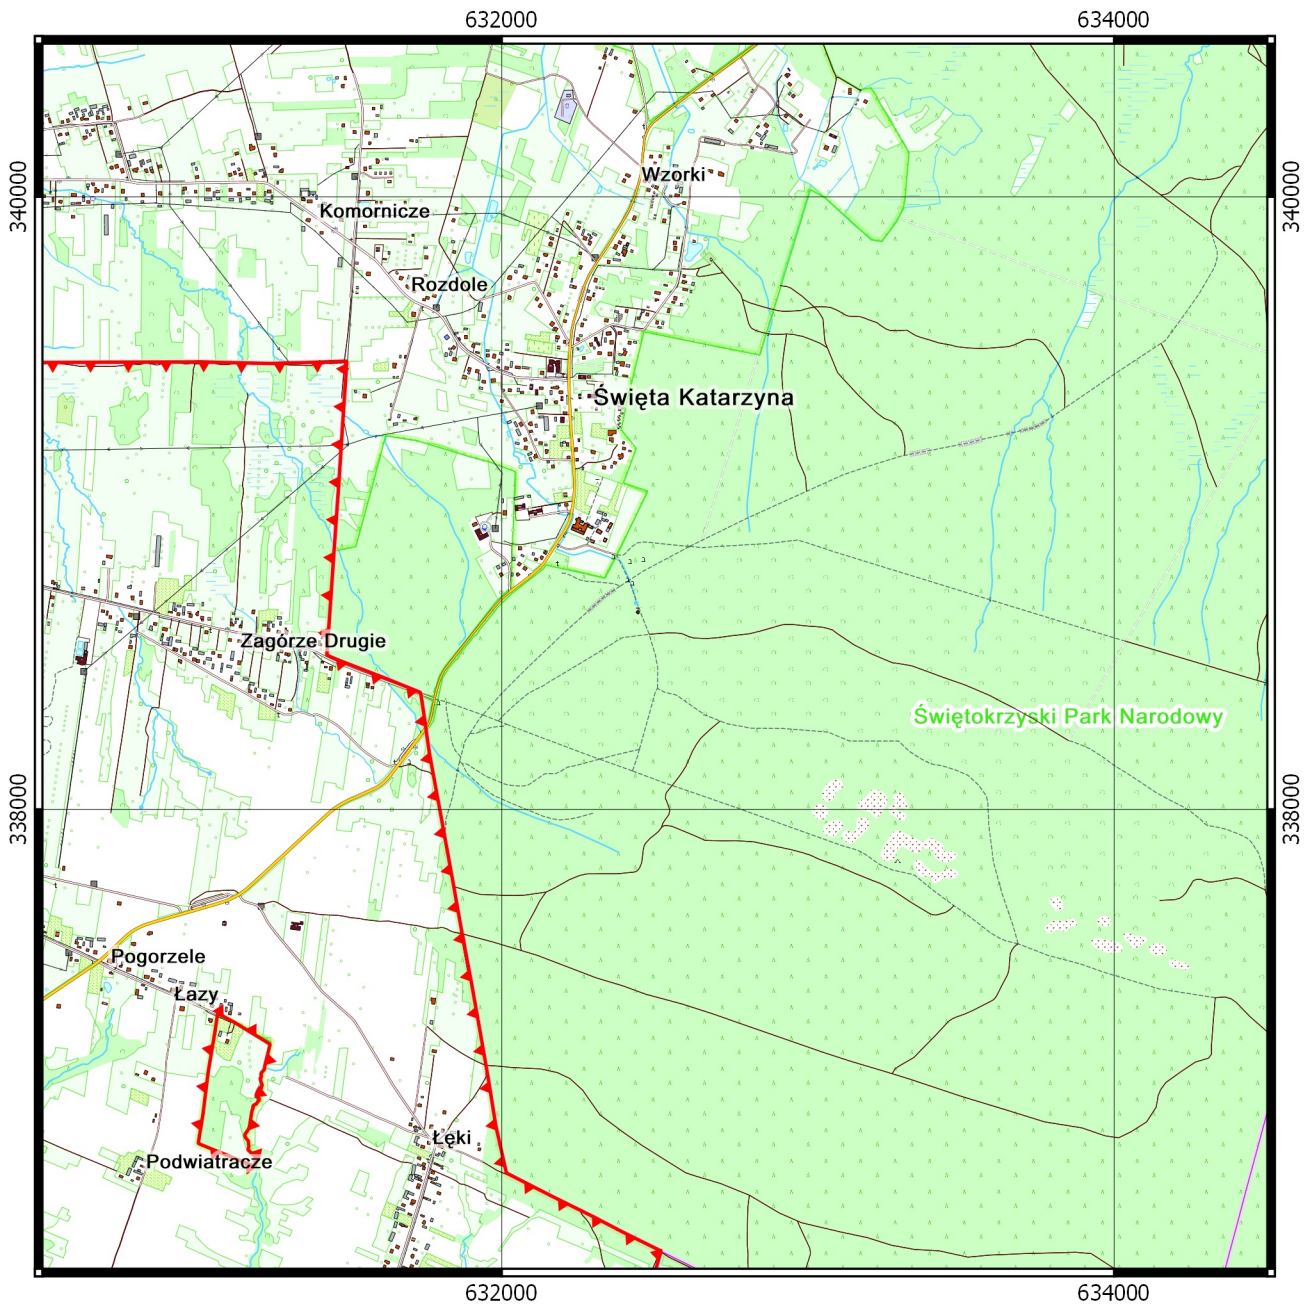 632000
634000
340000
340000
Wzorki
Komornicze
Rozdole
Święta Katarzyna
Zagórze Drugie
Świętokrzyski Park Narodowy
338000
338000
Pogorzele
Łazy
Łęki
Podwiatracze
632000
634000